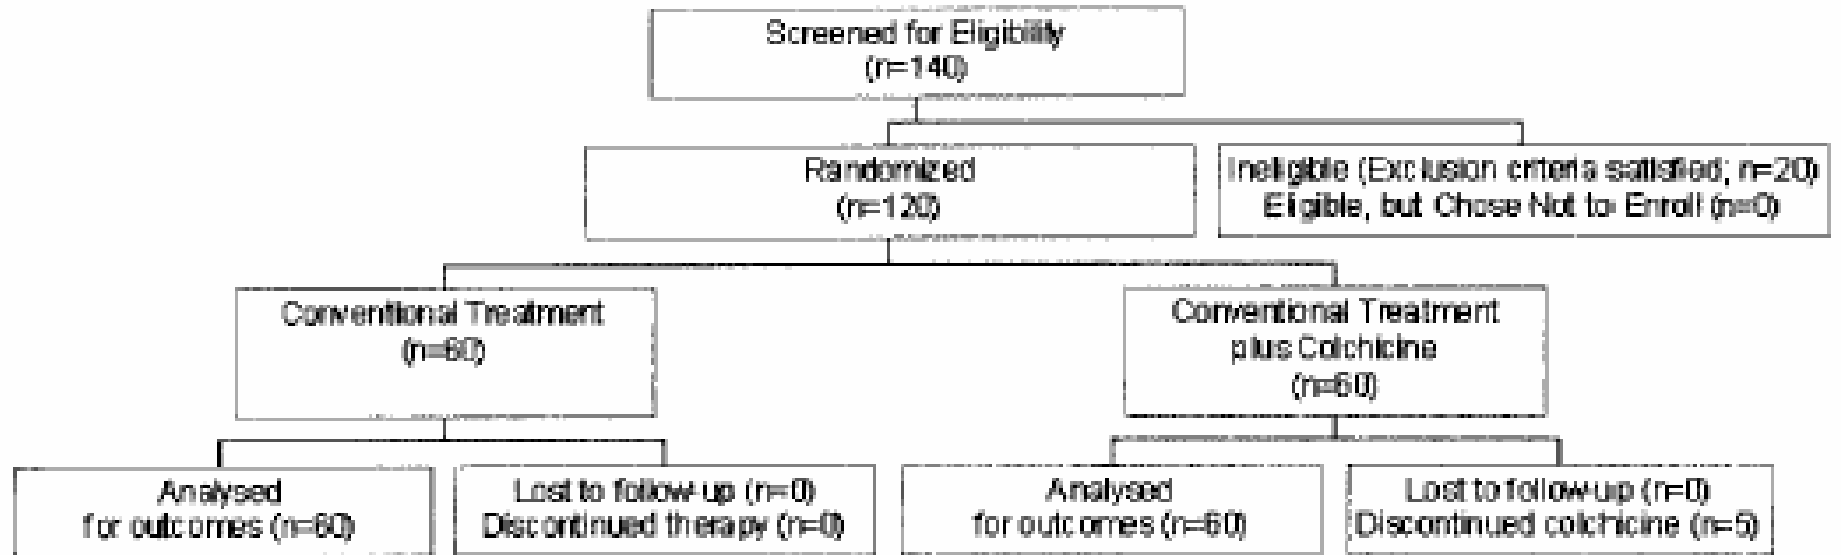 Screened for Eligibility
(n=140)
Randomized
(n=120)
Ineligible (Exclusion criteria satisfied; n=20)
Eligible, but Chose Not to Enroll (n=0)
Conventional Treatment
(n=60)
Conventional Treatment
plus Colchicine
(n=60)
Analysed
for outcomes (n=60)
Lost to follow-up (n=0)
Discontinued therapy (n=0)
Analysed
for outcomes (n=60)
Lost to follow-up (n=0)
Discontinued colchicine (n=5)